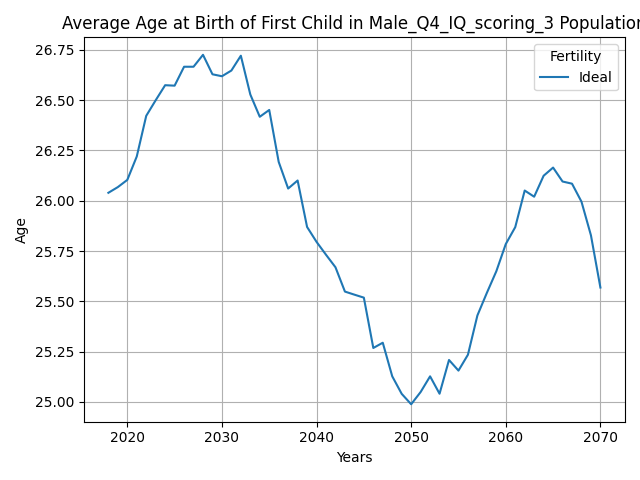 Average Age at Birth of First Child in Male_Q4_IQ_scoring_3 Population
Fertility
Ideal
Age
26.75
26.50
26.25
26.00
25.75
25.50
25.25
25.00
2020 2030 2040 2050 2060 2070
Years